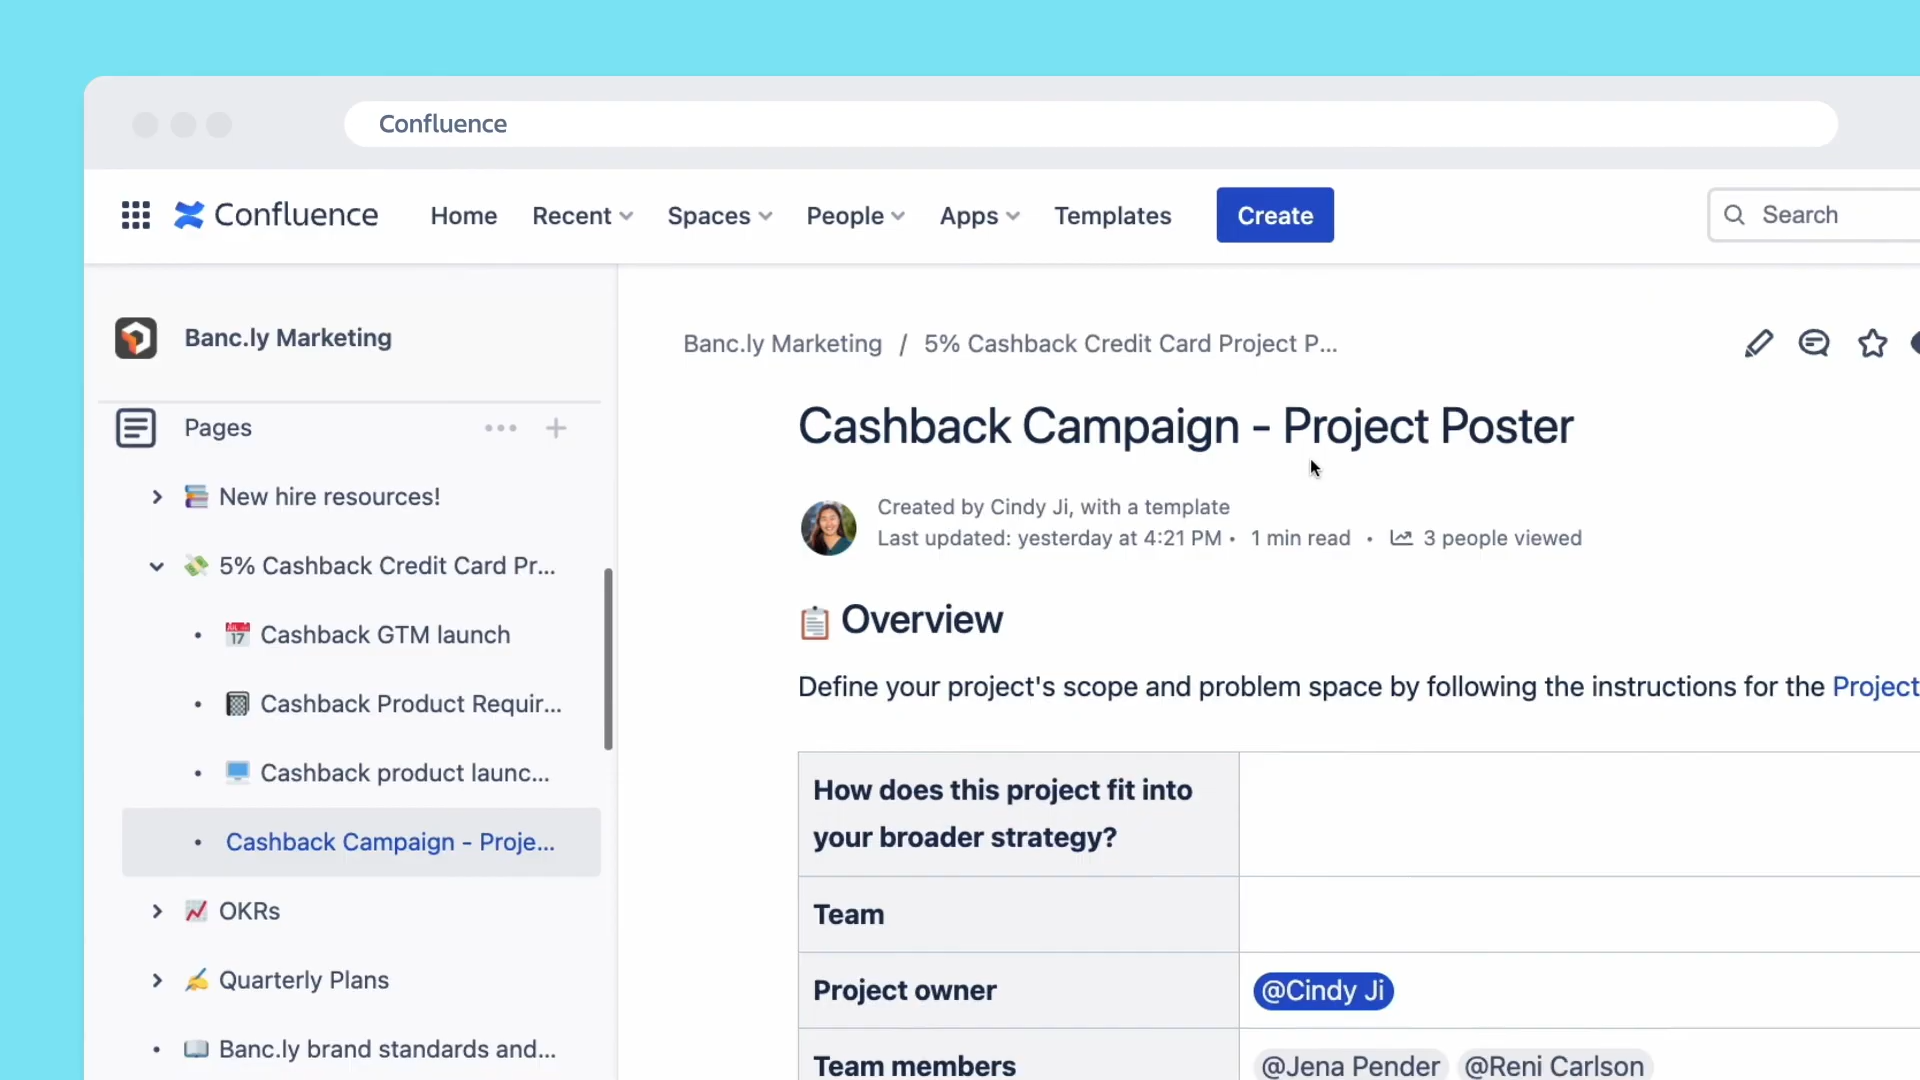 Confluence
Confluence
Home
Recent
Spaces
People
Apps
Templates
Create
Search
Banc.ly Marketing
Pages
New hire resources!
5% Cashback Credit Card Pr...
Cashback GTM launch
Cashback Product Requir...
Cashback product launc...
Cashback Campaign - Proje...
OKRs
Quarterly Plans
Banc.ly brand standards and...
Banc.ly Marketing / 5% Cashback Credit Card Project P...
Cashback Campaign - Project Poster
Created by Cindy Ji, with a template
Last updated: yesterday at 4:21 PM • 1 min read • 3 people viewed
Overview
Define your project's scope and problem space by following the instructions for the Project
How does this project fit into
your broader strategy?
Team
Project owner
@Cindy Ji
Team members
@Jena Pender @Reni Carlson